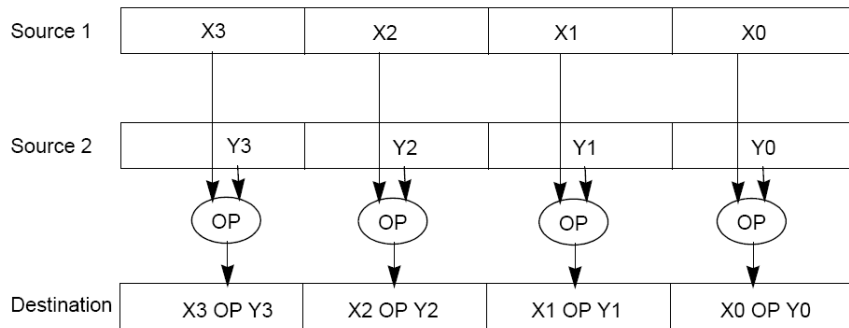 Source 1 X3 X2 X1 X0
Source 2 Y3 Y2 Y1 Y0
OP OP OP OP
Destination X3 OP Y3 X2 OP Y2 X1 OP Y1 X0 OP Y0